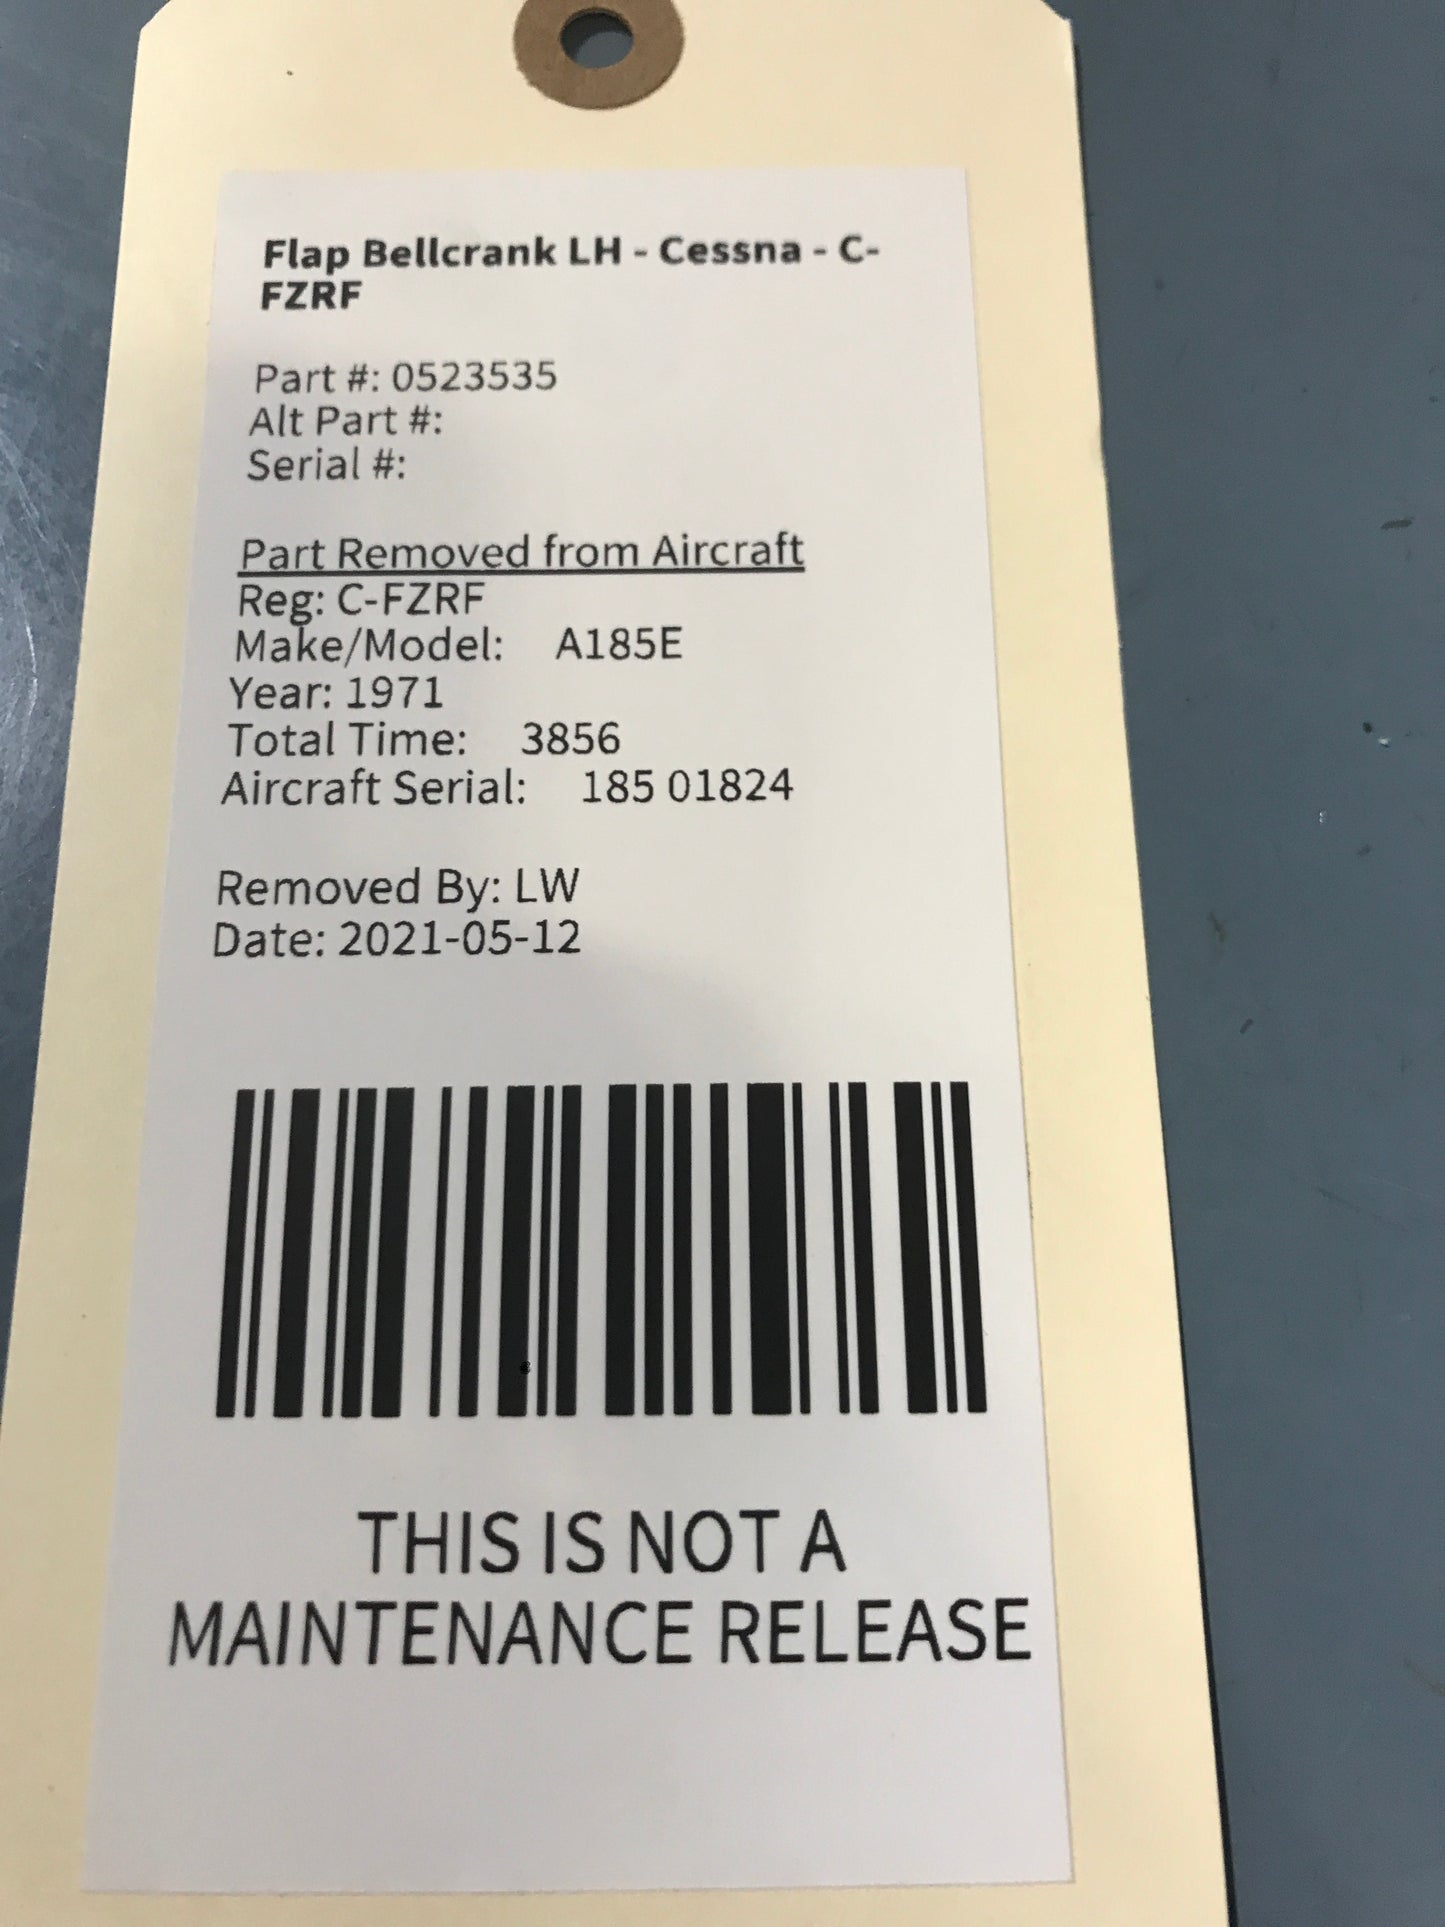 Flap Bellcrank LH - Cessna - C-
FZRF
Part #: 0523535
Alt Part #:
Serial #:
Part Removed from Aircraft
Reg: C-FZRF
Make/Model: A185E
Year: 1971
Total Time: 3856
Aircraft Serial: 185 01824
Removed By: LW
Date: 2021-05-12
THIS IS NOT A
MAINTENANCE RELEASE